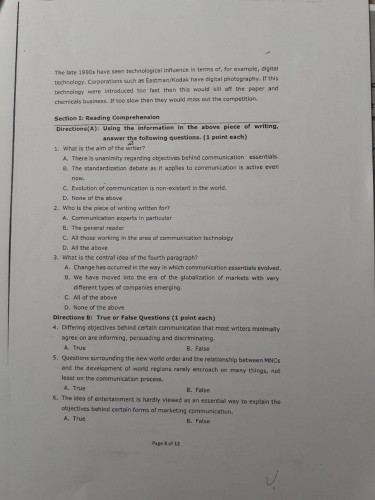 The late 1990s have seen technological influence in terms of, for example, digital
technology. Corporations such as Eastman/Kodak have digital photography. If this
technology were introduced too fast then this would kill off the paper and
chemicals business. If too slow then they would miss out the competition.
Section I: Reading Comprehension
Directions(A): Using the information in the above piece of writing,
answer the following questions. (1 point each)
1. What is the aim of the writer?
A. There is unanimity regarding objectives behind communication essentials.
B. The standardization debate as it applies to communication is active even
now.
C. Evolution of communication is non-existent in the world.
D. None of the above
2. Who is the piece of writing written for?
A. Communication experts in particular
B. The general reader
C. All those working in the area of communication technology
D. All the above
3. What is the central idea of the fourth paragraph?
A. Change has occurred in the way in which communication essentials evolved.
B. We have moved into the era of the globalization of markets with very
different types of companies emerging.
C. All of the above
D. None of the above
Directions B: True or False Questions (1 point each)
4. Differing objectives behind certain communication that most writers minimally
agree on are informing, persuading and discriminating.
A. True B. False
5. Questions surrounding the new world order and the relationship between MNCs
and the development of world regions rarely encroach on many things, not
least on the communication process.
A. True B. False
6. The idea of entertainment is hardly viewed as an essential way to explain the
objectives behind certain forms of marketing communication.
A. True B. False
Page 8 of 12